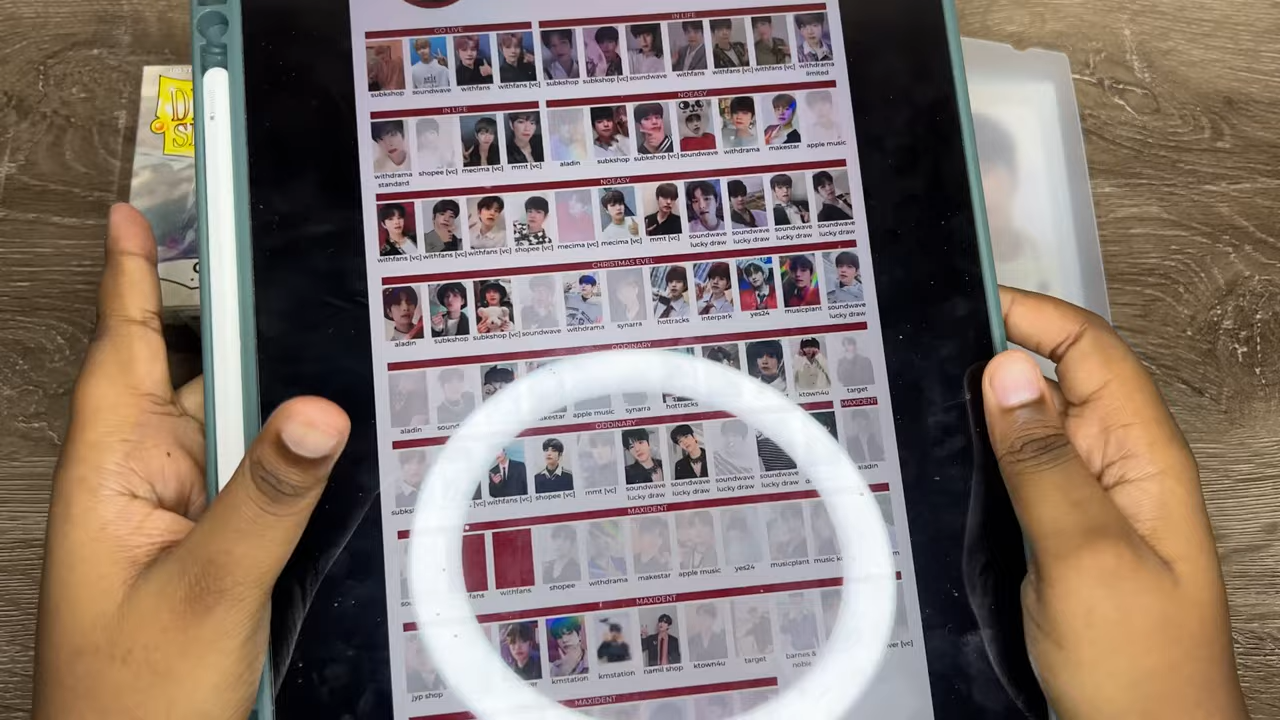 GO LIVE
IN LIFE
subkshop soundwave withfans withfans [vc] subkshop subkshop [vc] soundwave withfans withfans [vc] withfans [vc] withdrama limited
IN LIFE
NOEASY
withdrama standard shopee [vc] mecima [vc] mmt [vc] aladin subkshop subkshop [vc] soundwave withdrama makestar apple music
NOEASY
withfans [vc] withfans [vc] withfans [vc] shopee [vc] mecima [vc] mecima [vc] mmt [vc] soundwave lucky draw soundwave lucky draw soundwave lucky draw soundwave lucky draw
CHRISTMAS EVEL
aladin subkshop subkshop [vc] soundwave withdrama synarra hottracks interpark yes24 musicplant soundwave lucky draw
ODDINARY
aladin soundwave apple music synarra hottracks ktown4u target
ODDINARY
MAXIDENT
[vc] withfans [vc] shopee [vc] mmt [vc] soundwave lucky draw soundwave lucky draw soundwave lucky draw soundwave aladin
MAXIDENT
withfans shopee withdrama makestar apple music yes24 musicplant
MAXIDENT
jyp shop kmstation kmstation namil shop ktown4u target barnes & noble
MAXIDENT